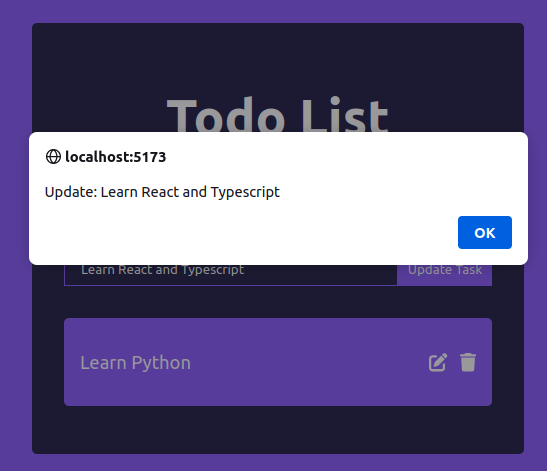 Todo List
localhost:5173
Update: Learn React and Typescript
OK
Learn React and Typescript
Update Task
Learn Python